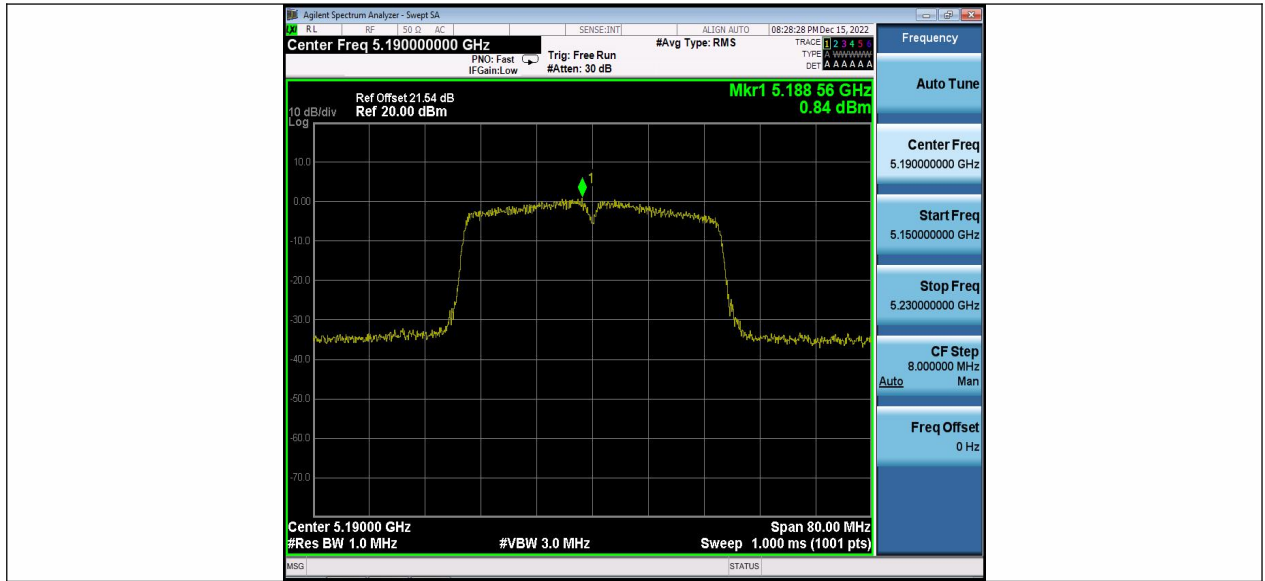 Agilent Spectrum Analyzer - Swept SA
RL RF 50 Ω AC SENSE:INT ALIGN AUTO 08:28:28 PM Dec 15, 2022
Center Freq 5.190000000 GHz
PNO: Fast
IFGain:Low
Trig: Free Run
#Atten: 30 dB
#Avg Type: RMS
TRACE 1 2 3 4 5 6
TYPE A WWWWW
DET A A A A A A
Frequency
Auto Tune
Center Freq
5.190000000 GHz
Start Freq
5.150000000 GHz
Stop Freq
5.230000000 GHz
CF Step
8.000000 MHz
Auto Man
Freq Offset
0 Hz
Mkr1 5.188 56 GHz
0.84 dBm
Ref Offset 21.54 dB
10 dB/div Ref 20.00 dBm
Log
10.0
1
0.00
-10.0
-20.0
-30.0
-40.0
-50.0
-60.0
-70.0
Center 5.19000 GHz Span 80.00 MHz
#Res BW 1.0 MHz #VBW 3.0 MHz Sweep 1.000 ms (1001 pts)
MSG STATUS